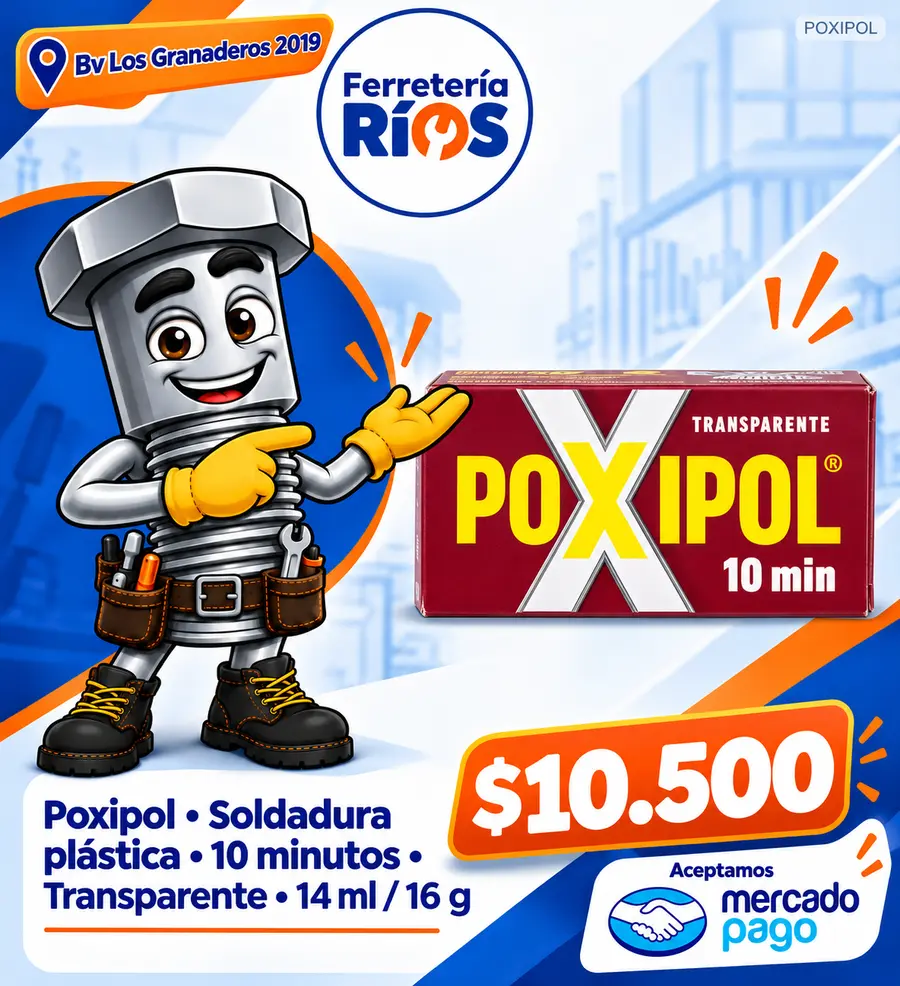 Bv Los Granaderos 2019
Ferretería
RíOS
POXIPOL
TRANSPARENTE
POXIPOL®
10 min
$10.500
Poxipol • Soldadura
plástica • 10 minutos •
Transparente • 14 ml / 16 g
Aceptamos
mercado
pago